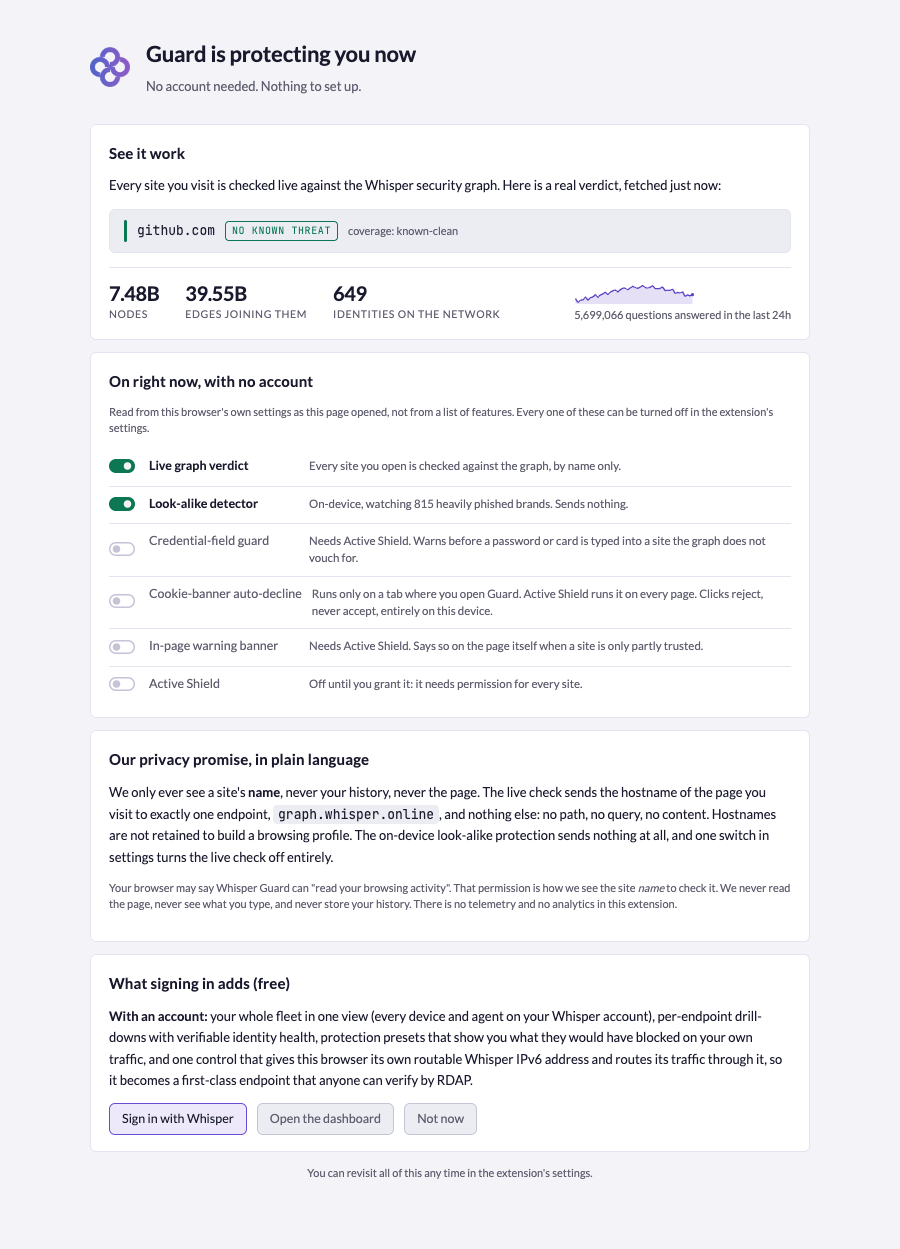 Guard is protecting you now
No account needed. Nothing to set up.
See it work
Every site you visit is checked live against the Whisper security graph. Here is a real verdict, fetched just now:
github.com NO KNOWN THREAT coverage: known-clean
7.48B 39.55B 649
NODES EDGES JOINING THEM IDENTITIES ON THE NETWORK 5,699,066 questions answered in the last 24h
On right now, with no account
Read from this browser's own settings as this page opened, not from a list of features. Every one of these can be turned off in the extension's
settings.
Live graph verdict Every site you open is checked against the graph, by name only.
Look-alike detector On-device, watching 815 heavily phished brands. Sends nothing.
Credential-field guard Needs Active Shield. Warns before a password or card is typed into a site the graph does not
vouch for.
Cookie-banner auto-decline Runs only on a tab where you open Guard. Active Shield runs it on every page. Clicks reject,
never accept, entirely on this device.
In-page warning banner Needs Active Shield. Says so on the page itself when a site is only partly trusted.
Active Shield Off until you grant it: it needs permission for every site.
Our privacy promise, in plain language
We only ever see a site's name, never your history, never the page. The live check sends the hostname of the page you
visit to exactly one endpoint, graph.whisper.online, and nothing else: no path, no query, no content. Hostnames
are not retained to build a browsing profile. The on-device look-alike protection sends nothing at all, and one switch in
settings turns the live check off entirely.
Your browser may say Whisper Guard can "read your browsing activity". That permission is how we see the site name to check it. We never read
the page, never see what you type, and never store your history. There is no telemetry and no analytics in this extension.
What signing in adds (free)
With an account: your whole fleet in one view (every device and agent on your Whisper account), per-endpoint drill-
downs with verifiable identity health, protection presets that show you what they would have blocked on your own
traffic, and one control that gives this browser its own routable Whisper IPv6 address and routes its traffic through it, so
it becomes a first-class endpoint that anyone can verify by RDAP.
Sign in with Whisper Open the dashboard Not now
You can revisit all of this any time in the extension's settings.